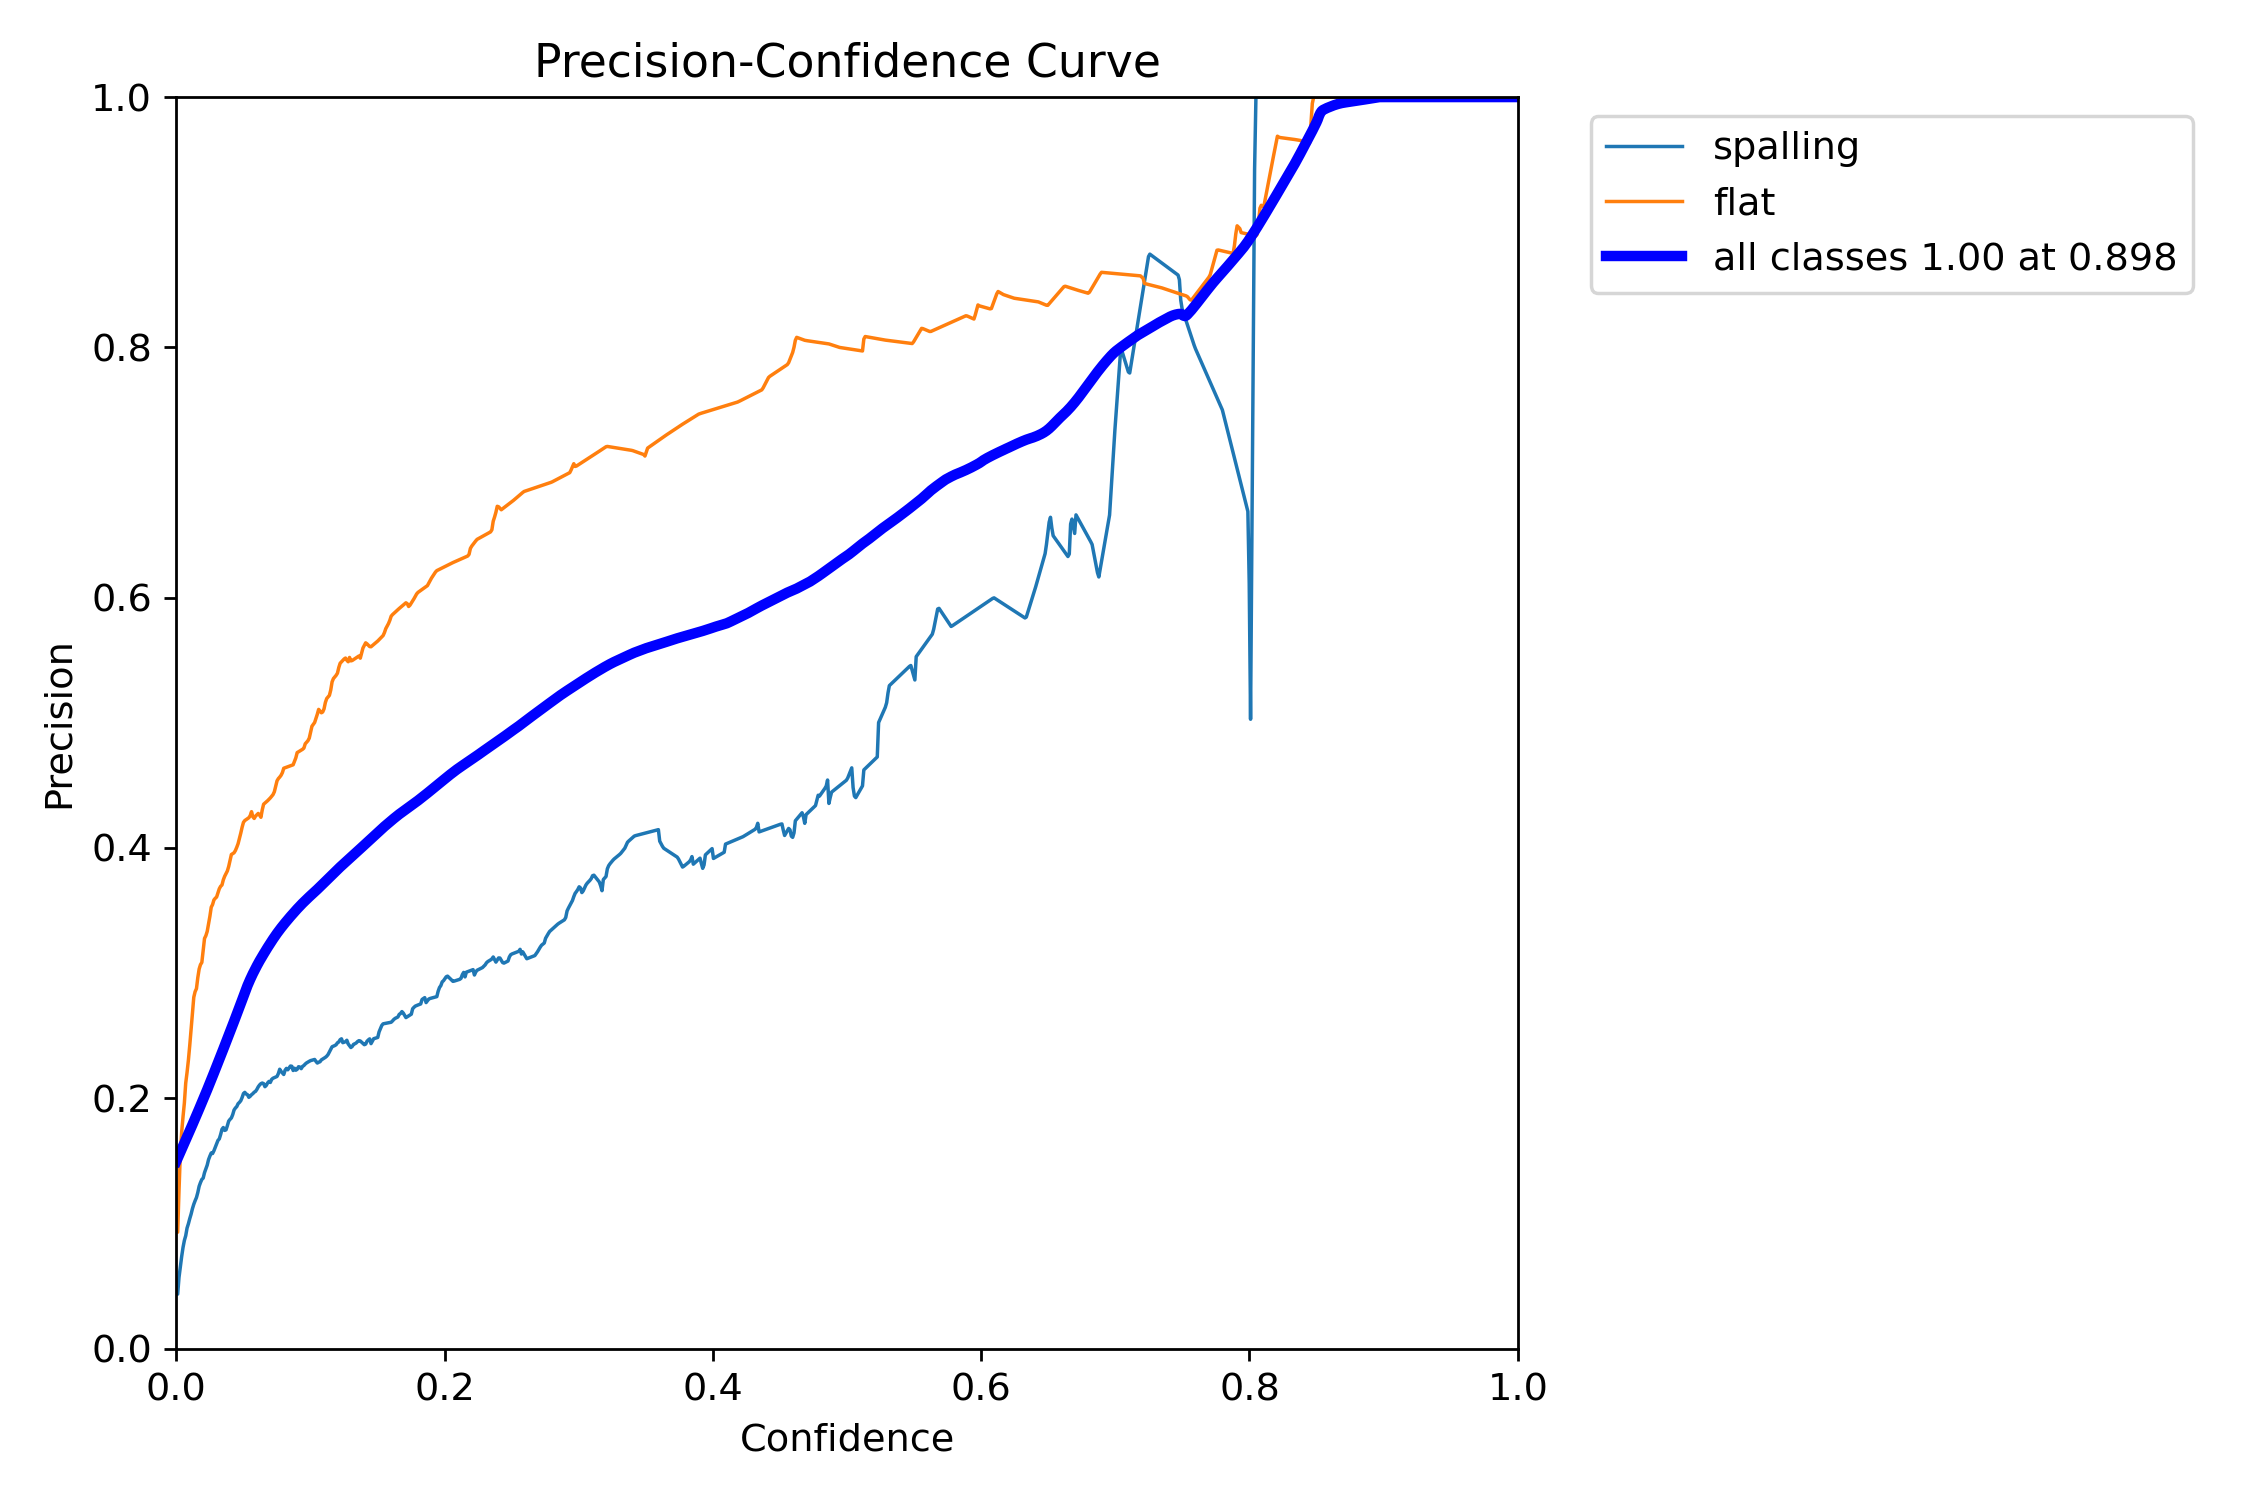 Precision-Confidence Curve
1.0
0.8
0.6
0.4
0.2
0.0
Precision
0.0 0.2 0.4 0.6 0.8 1.0
Confidence
spalling
flat
all classes 1.00 at 0.898